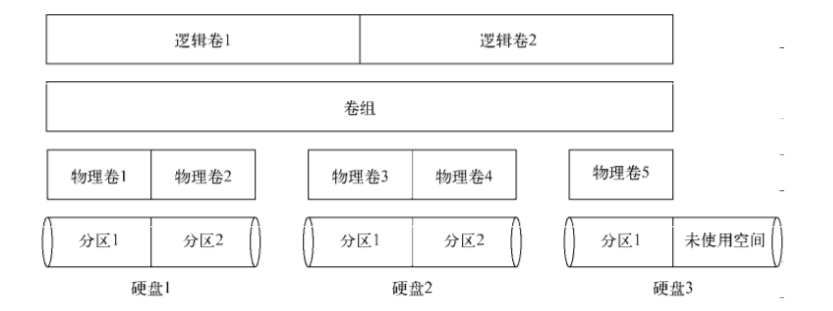 逻辑卷1 逻辑卷2
卷组
物理卷1 物理卷2 物理卷3 物理卷4 物理卷5
分区1 分区2 分区1 分区2 分区1 未使用空间
硬盘1 硬盘2 硬盘3